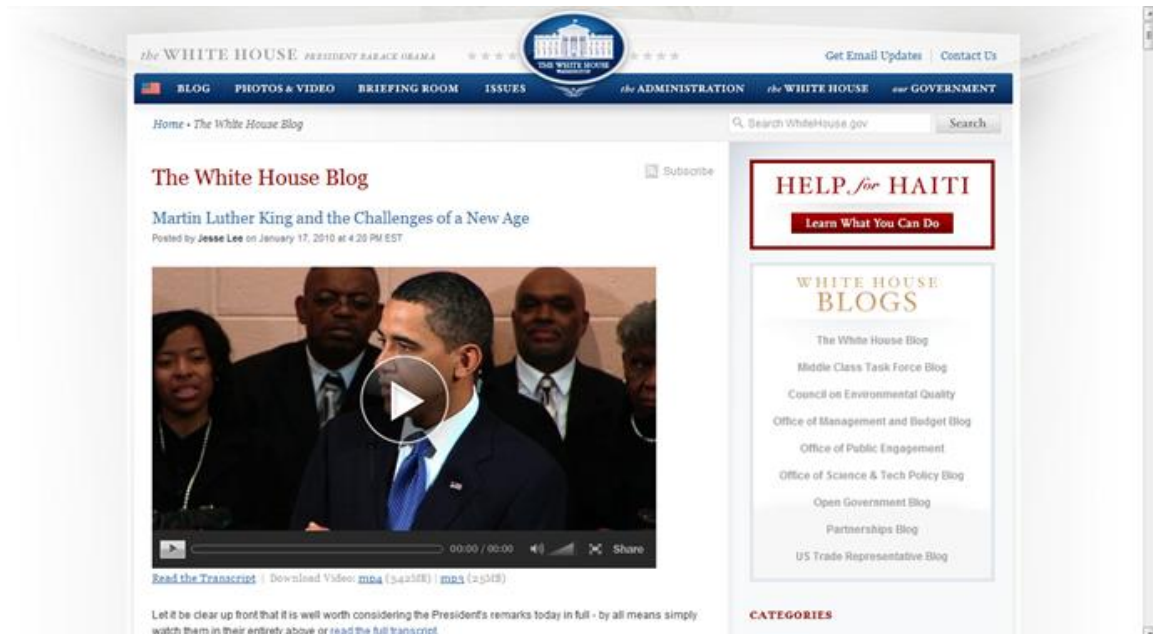 the WHITE HOUSE PRESIDENT BARACK OBAMA
THE WHITE HOUSE
WASHINGTON
Get Email Updates | Contact Us
BLOG PHOTOS & VIDEO BRIEFING ROOM ISSUES the ADMINISTRATION the WHITE HOUSE our GOVERNMENT
Home • The White House Blog
Search WhiteHouse.gov Search
The White House Blog
Subscribe
Martin Luther King and the Challenges of a New Age
Posted by Jesse Lee on January 17, 2010 at 4:20 PM EST
00:00 / 00:00 Share
Read the Transcript | Download Video: mp4 (342MB) | mp3 (25MB)
Let it be clear up front that it is well worth considering the President's remarks today in full - by all means simply
watch them in their entirety above or read the full transcript.
HELP for HAITI
Learn What You Can Do
WHITE HOUSE
BLOGS
The White House Blog
Middle Class Task Force Blog
Council on Environmental Quality
Office of Management and Budget Blog
Office of Public Engagement
Office of Science & Tech Policy Blog
Open Government Blog
Partnerships Blog
US Trade Representative Blog
CATEGORIES